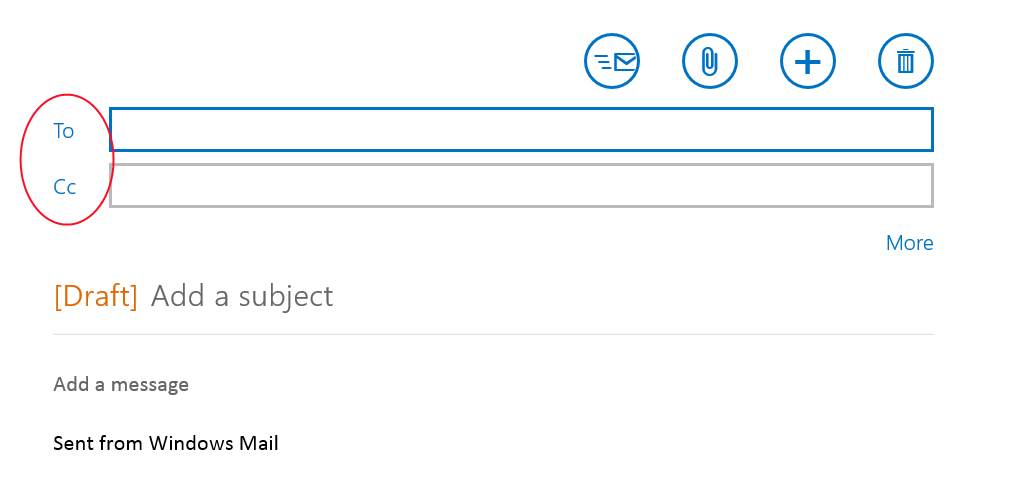 To
Cc
More
[Draft] Add a subject
Add a message
Sent from Windows Mail